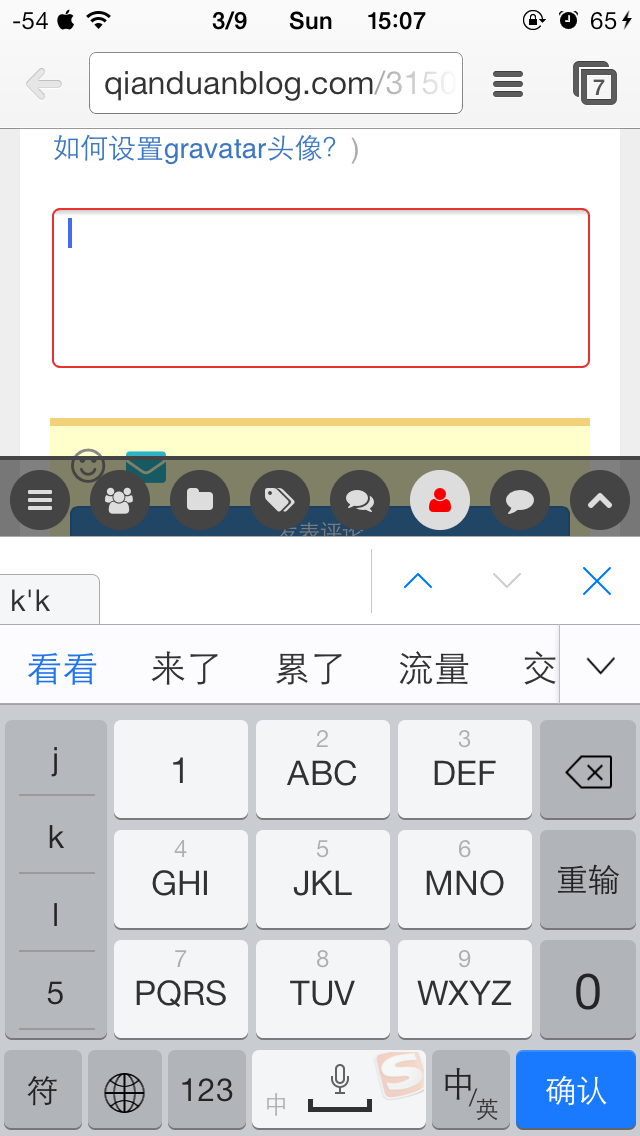 -54 3/9 Sun 15:07 65
qianduanblog.com/3150
7
如何设置gravatar头像？)
发表评论
k'k
看看 来了 累了 流量 交
j
k
l
5
1
2 ABC
3 DEF
4 GHI
5 JKL
6 MNO
重输
7 PQRS
8 TUV
9 WXYZ
0
符 123 中 S 中/英 确认